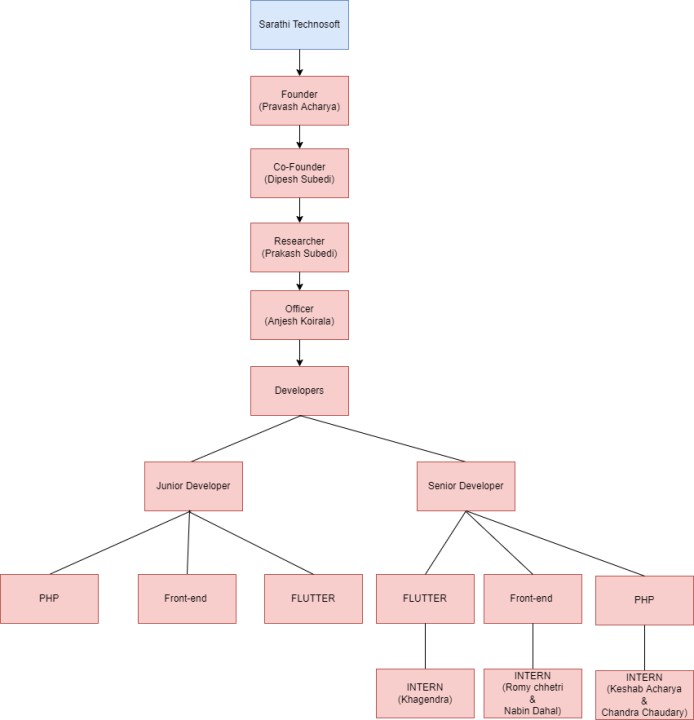 Sarathi Technosoft
Founder
(Pravash Acharya)
Co-Founder
(Dipesh Subedi)
Researcher
(Prakash Subedi)
Officer
(Anjesh Koirala)
Developers
Junior Developer
Senior Developer
PHP
Front-end
FLUTTER
FLUTTER
Front-end
PHP
INTERN
(Khagendra)
INTERN
(Romy chhetri
&
Nabin Dahal)
INTERN
(Keshab Acharya
&
Chandra Chaudary)